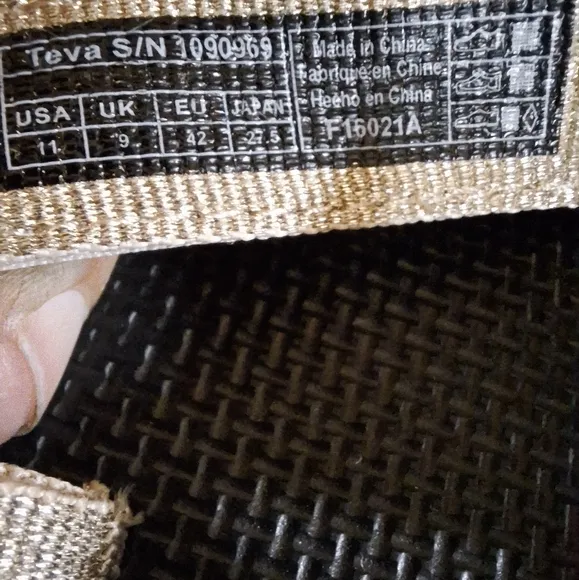 Teva S/N 1090969
USA UK EU JAPAN
11 9 42 27.5
Made in China
Fabriqué en Chine
Hecho en China
F16021A